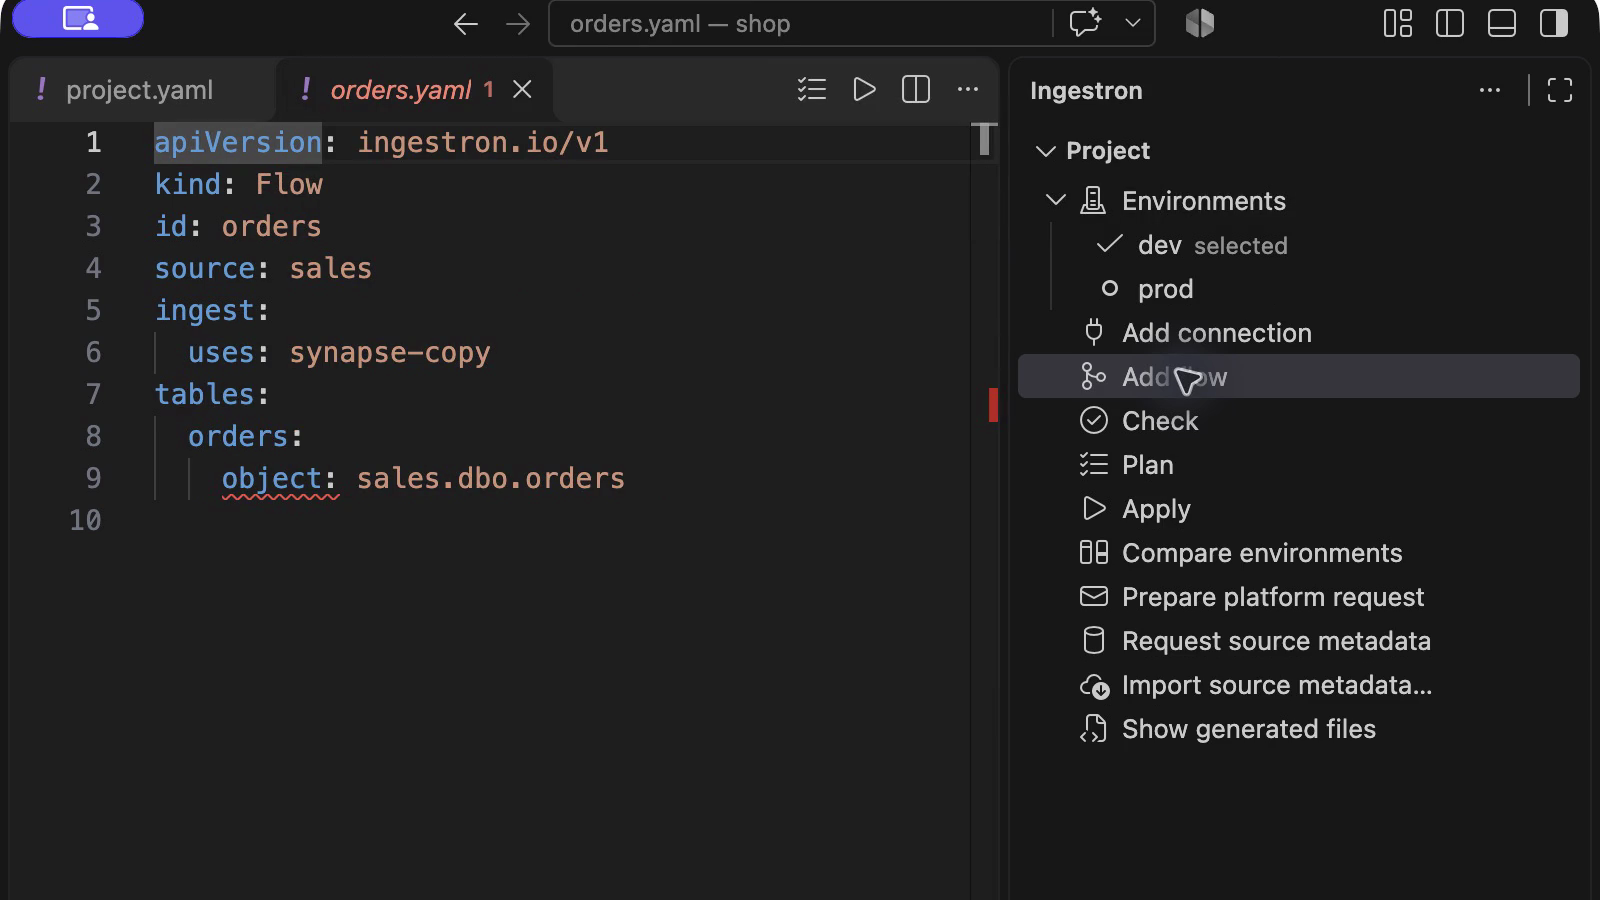 orders.yaml — shop
project.yaml
orders.yaml 1
1 apiVersion: ingestron.io/v1
2 kind: Flow
3 id: orders
4 source: sales
5 ingest:
6 uses: synapse-copy
7 tables:
8 orders:
9 object: sales.dbo.orders
10
Ingestron
Project
Environments
dev selected
prod
Add connection
Add flow
Check
Plan
Apply
Compare environments
Prepare platform request
Request source metadata
Import source metadata...
Show generated files